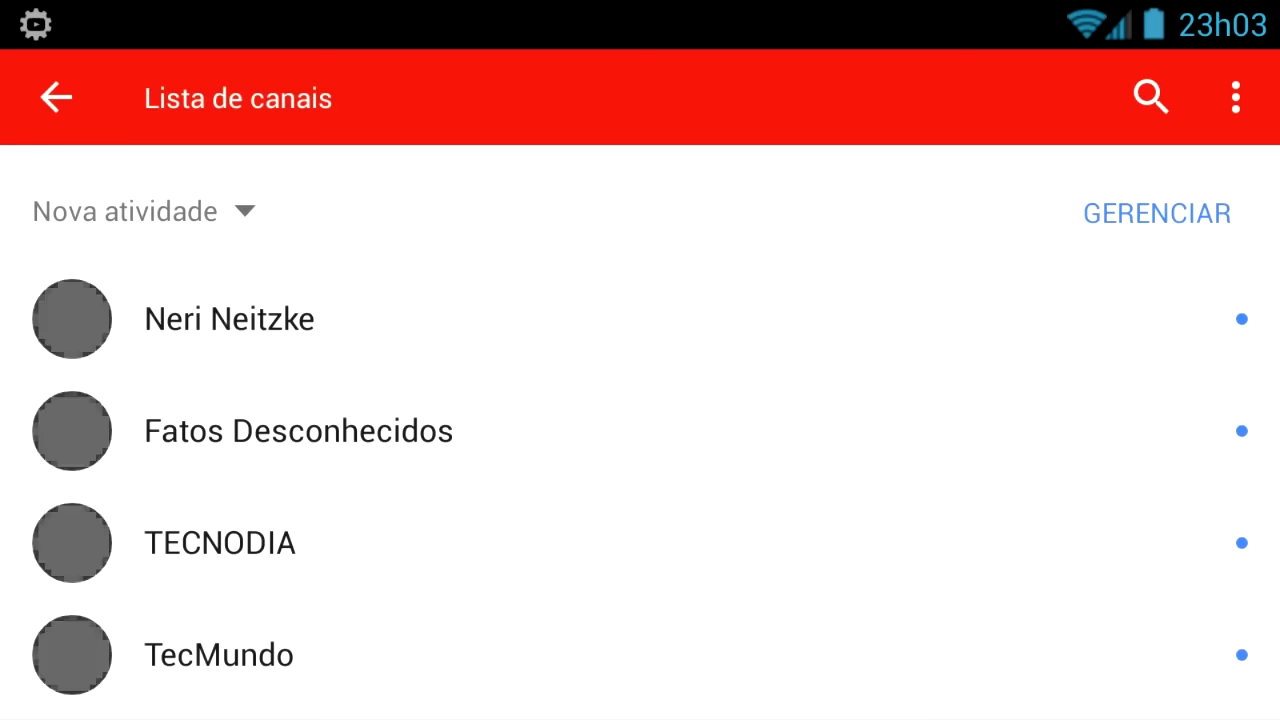 23h03
Lista de canais
Nova atividade
GERENCIAR
Neri Neitzke
Fatos Desconhecidos
TECNODIA
TecMundo